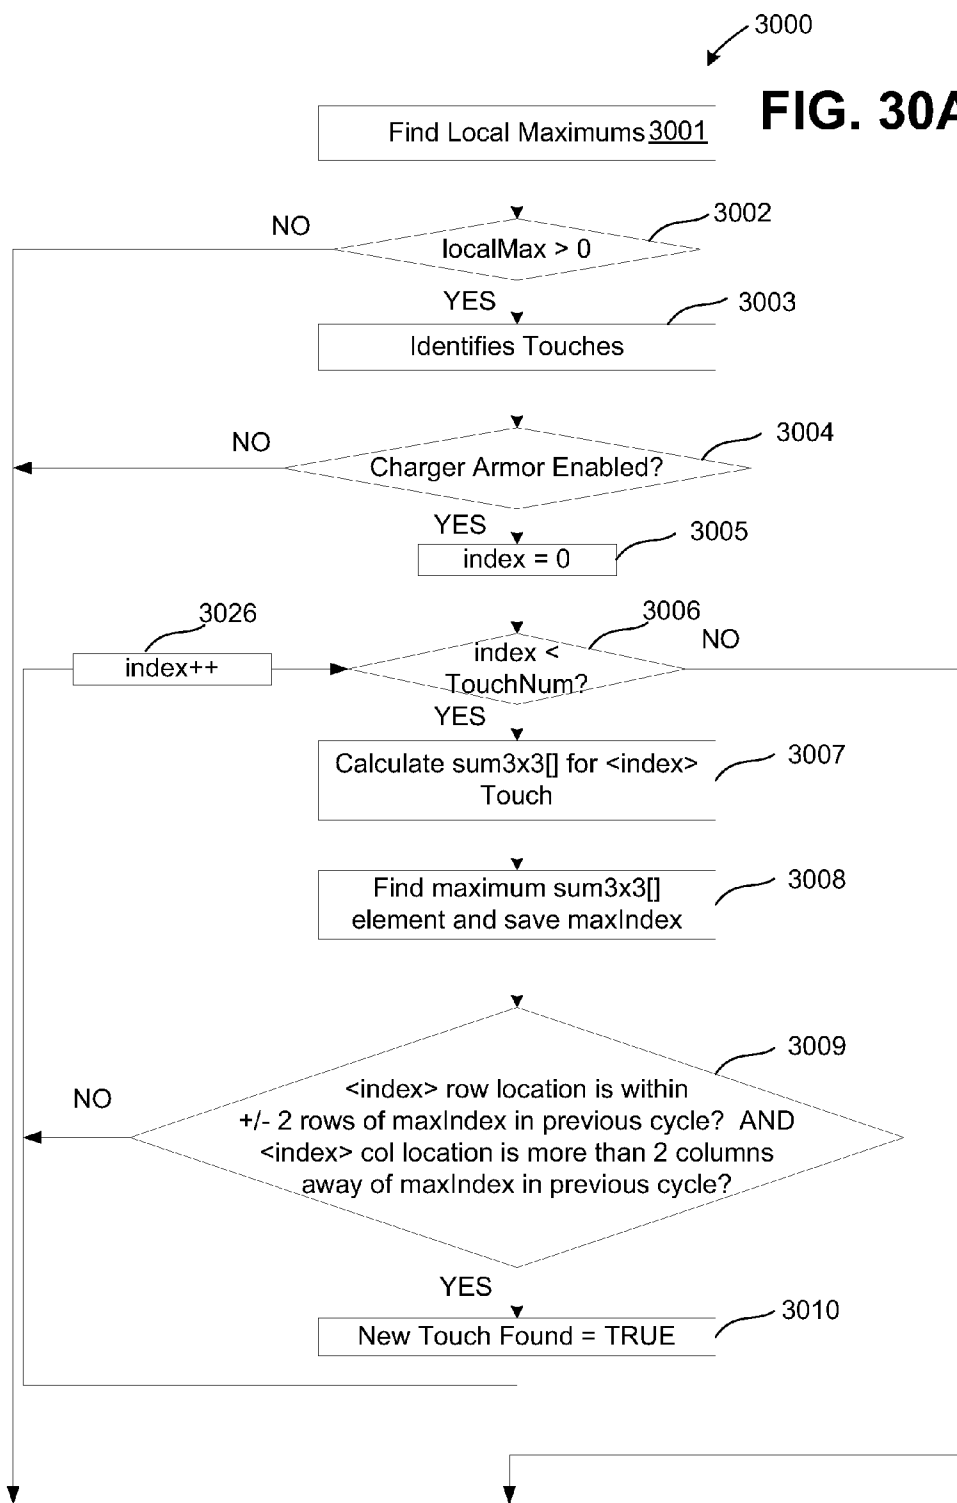 3000
FIG. 30A
Find Local Maximums 3001
NO
3002
localMax > 0
YES
3003
Identifies Touches
NO
3004
Charger Armor Enabled?
YES
3005
index = 0
3026
3006
NO
index++
index <
TouchNum?
YES
Calculate sum3x3[] for <index>
Touch
3007
Find maximum sum3x3[]
element and save maxIndex
3008
3009
NO
<index> row location is within
+/- 2 rows of maxIndex in previous cycle? AND
<index> col location is more than 2 columns
away of maxIndex in previous cycle?
YES
3010
New Touch Found = TRUE